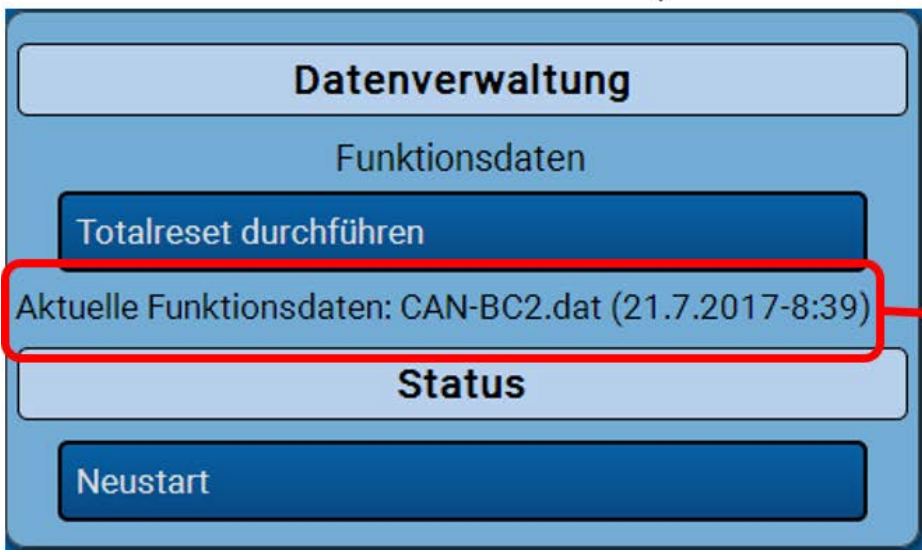 Datenverwaltung
Funktionsdaten
Totalreset durchführen
Aktuelle Funktionsdaten: CAN-BC2.dat (21.7.2017-8:39)
Status
Neustart